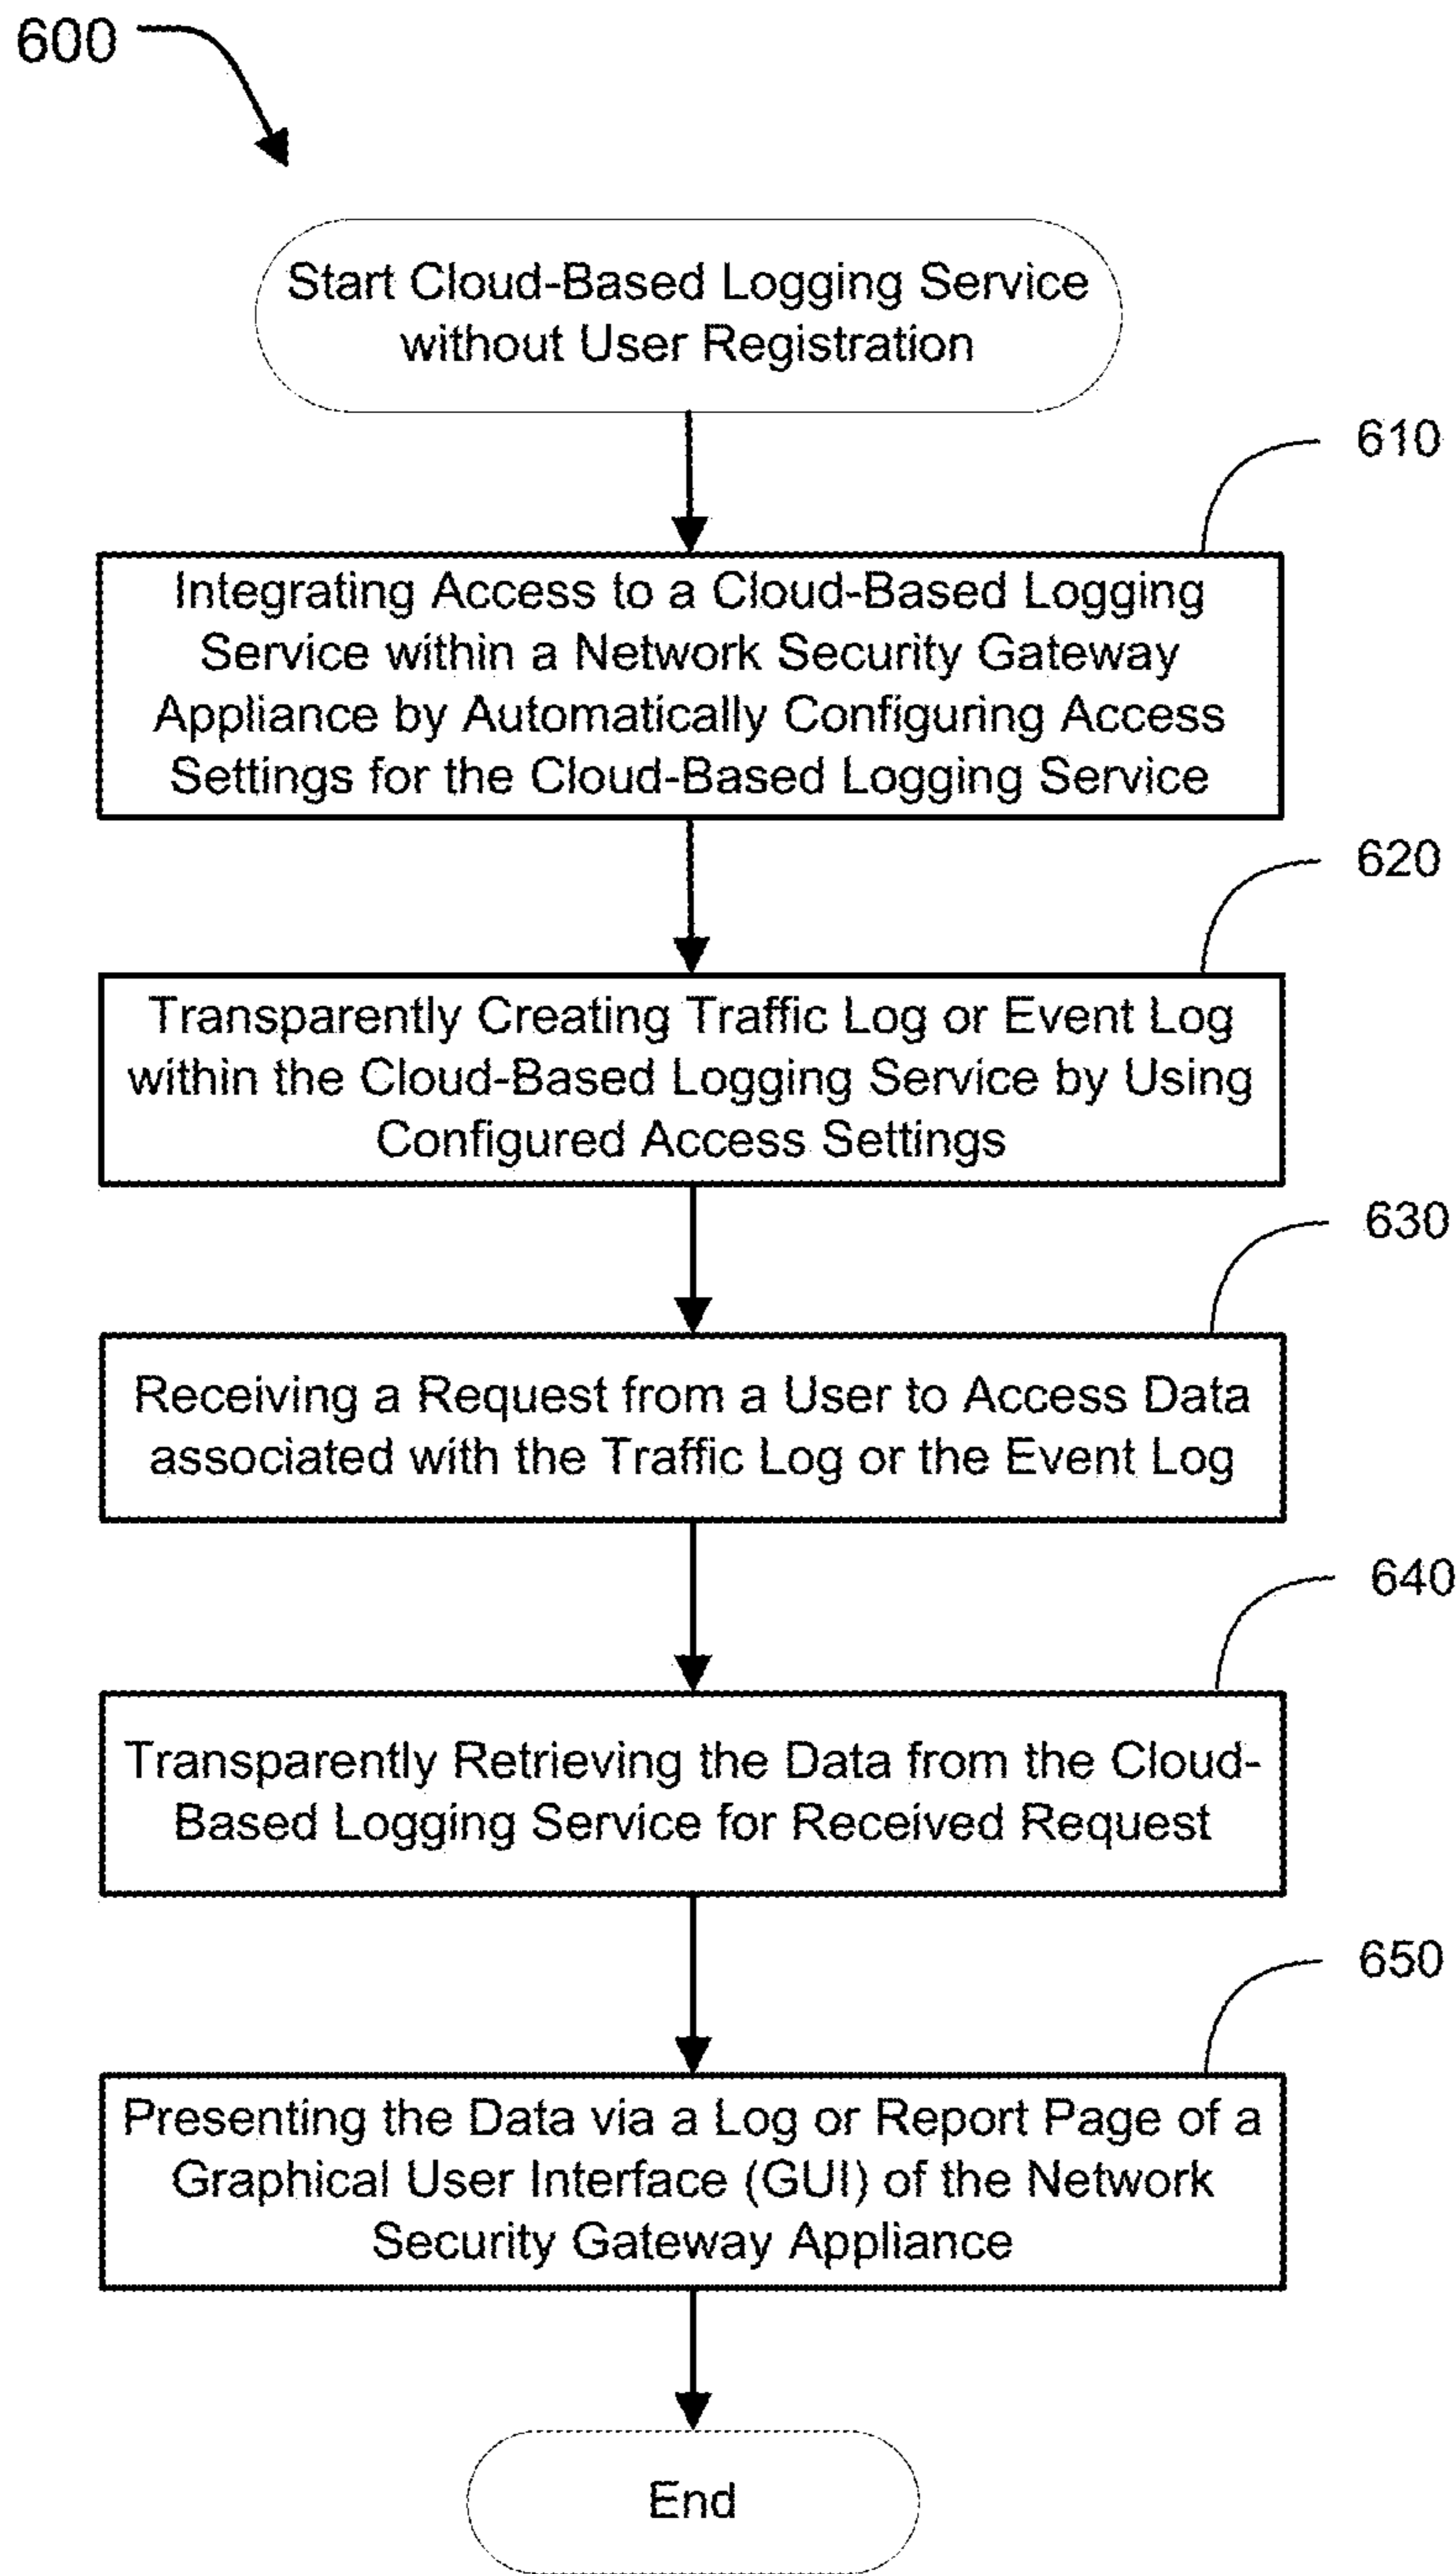 600
Start Cloud-Based Logging Service
without User Registration
610
Integrating Access to a Cloud-Based Logging
Service within a Network Security Gateway
Appliance by Automatically Configuring Access
Settings for the Cloud-Based Logging Service
620
Transparently Creating Traffic Log or Event Log
within the Cloud-Based Logging Service by Using
Configured Access Settings
630
Receiving a Request from a User to Access Data
associated with the Traffic Log or the Event Log
640
Transparently Retrieving the Data from the Cloud-
Based Logging Service for Received Request
650
Presenting the Data via a Log or Report Page of a
Graphical User Interface (GUI) of the Network
Security Gateway Appliance
End